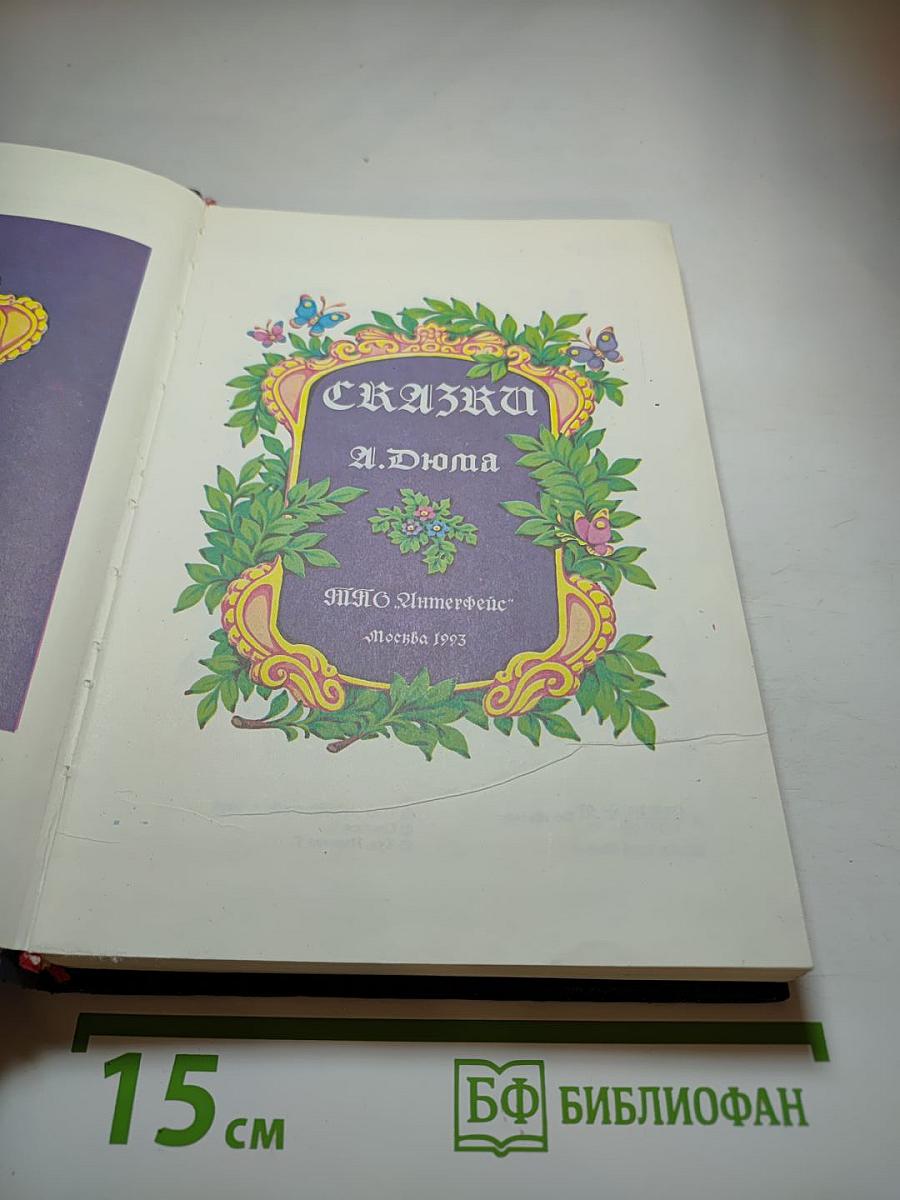 СКАЗКИ
А. Дюма
ТПО „Интерфейс“
Москва 1993
15 см
БФ БИБЛИОФАН